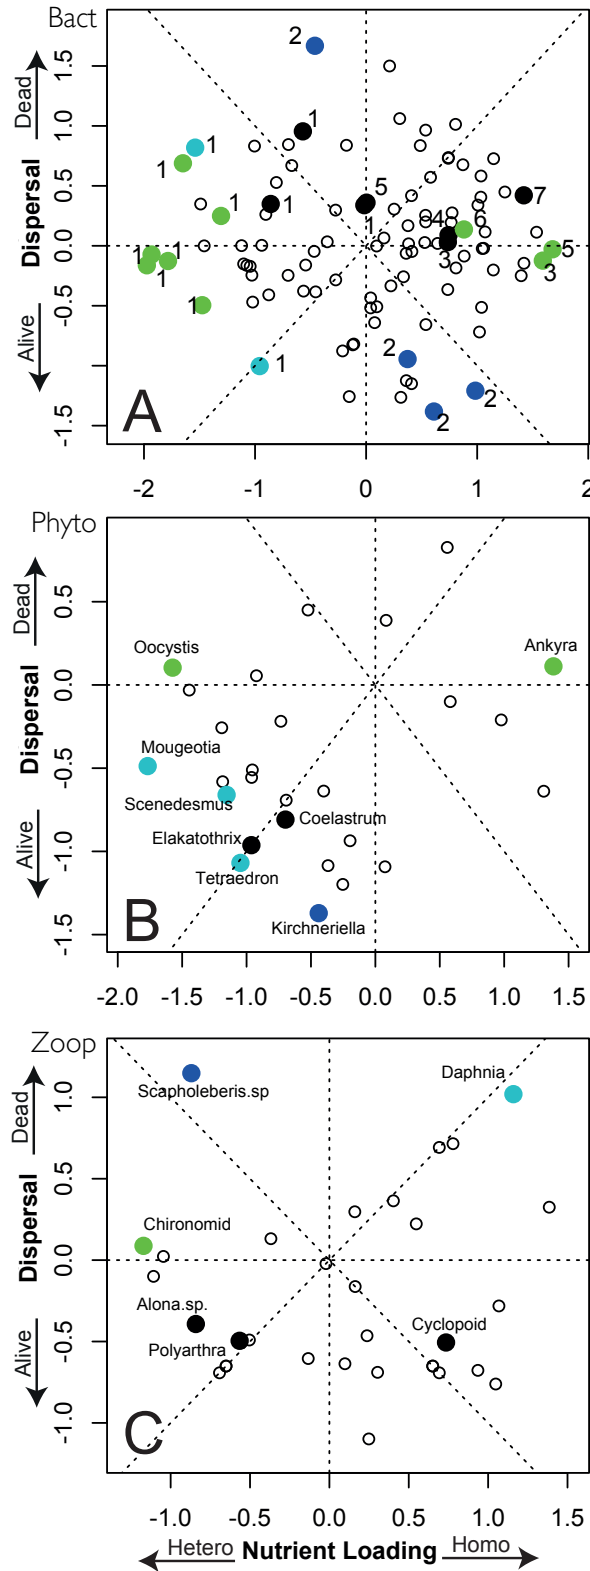 Bact
Dead
Dispersal
Alive
1.5
1.0
0.5
0.0
-0.5
-1.5
2
1
1
1
5
7
1
1
1
4
6
1
1
1
3
5
3
1
1
2
2
2
A
-2
-1
0
1
2
Phyto
Dead
Dispersal
Alive
0.5
0.0
-0.5
-1.0
-1.5
Oocystis
Ankyra
Mougeotia
Scenedesmus
Coelastrum
Elakatothrix
Tetraedron
Kirchneriella
B
-2.0 -1.5 -1.0 -0.5 0.0 0.5 1.0 1.5
Zoop
Dead
Dispersal
Alive
1.0
0.5
0.0
-0.5
-1.0
Daphnia
Scapholeberis.sp
Chironomid
Alona.sp.
Cyclopoid
Polyarthra
C
-1.0 -0.5 0.0 0.5 1.0 1.5
Hetero Nutrient Loading Homo